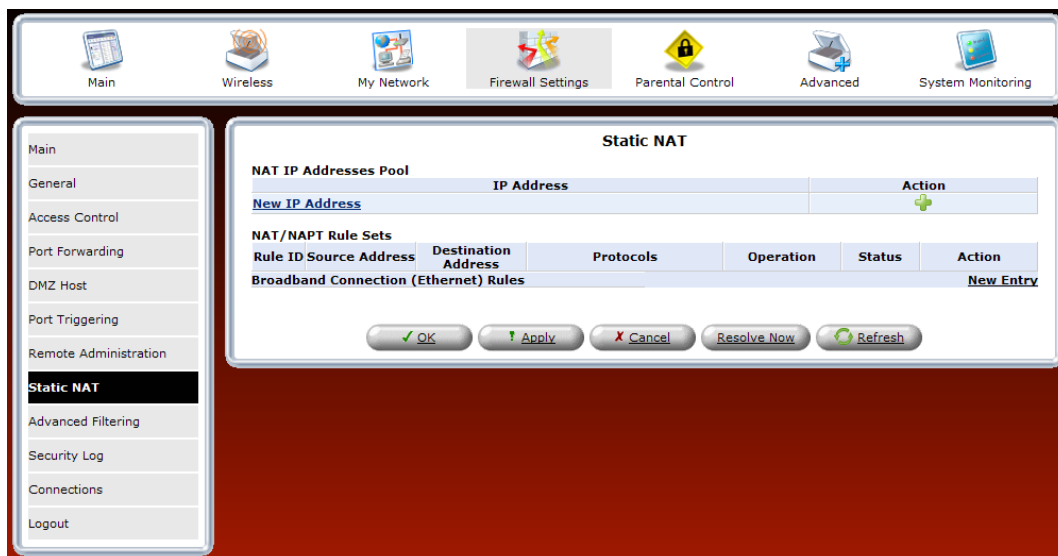 Main
Wireless
My Network
Firewall Settings
Parental Control
Advanced
System Monitoring
Main
General
Access Control
Port Forwarding
DMZ Host
Port Triggering
Remote Administration
Static NAT
Advanced Filtering
Security Log
Connections
Logout
Static NAT
NAT IP Addresses Pool
IP Address Action
New IP Address
NAT/NAPT Rule Sets
Rule ID Source Address Destination Address Protocols Operation Status Action
Broadband Connection (Ethernet) Rules New Entry
OK Apply Cancel Resolve Now Refresh